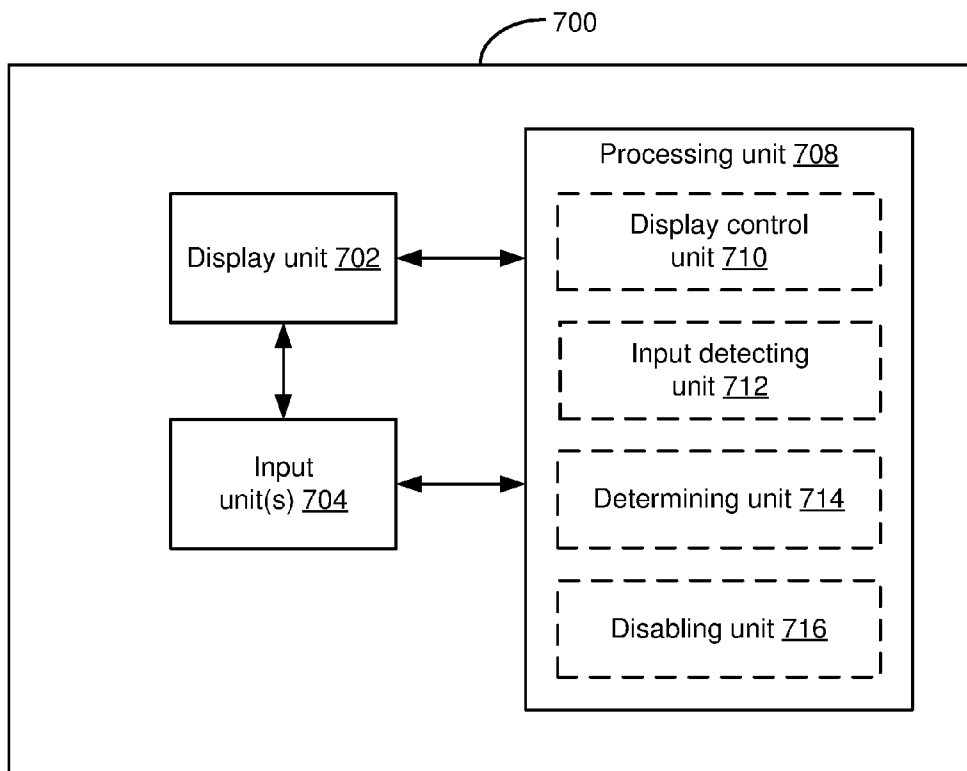 700
Processing unit 708
Display control
unit 710
Display unit 702
Input detecting
unit 712
Input
unit(s) 704
Determining unit 714
Disabling unit 716